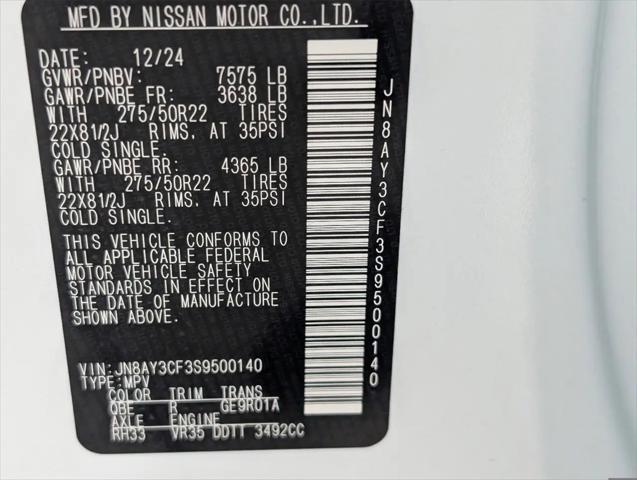 MFD BY NISSAN MOTOR CO.,LTD.
DATE: 12/24
GVWR/PNBV: 7575 LB
GAWR/PNBE FR: 3638 LB
WITH 275/50R22 TIRES
22X81/2J RIMS, AT 35PSI
COLD SINGLE.
GAWR/PNBE RR: 4365 LB
WITH 275/50R22 TIRES
22X81/2J RIMS, AT 35PSI
COLD SINGLE.
THIS VEHICLE CONFORMS TO
ALL APPLICABLE FEDERAL
MOTOR VEHICLE SAFETY
STANDARDS IN EFFECT ON
THE DATE OF MANUFACTURE
SHOWN ABOVE.
VIN: JN8AY3CF3S9500140
TYPE: MPV
COLOR TRIM TRANS
QBE R GE9R01A
AXLE ENGINE
RH33 VR35 DDTT 3492CC
JN8AY3CF3S9500140